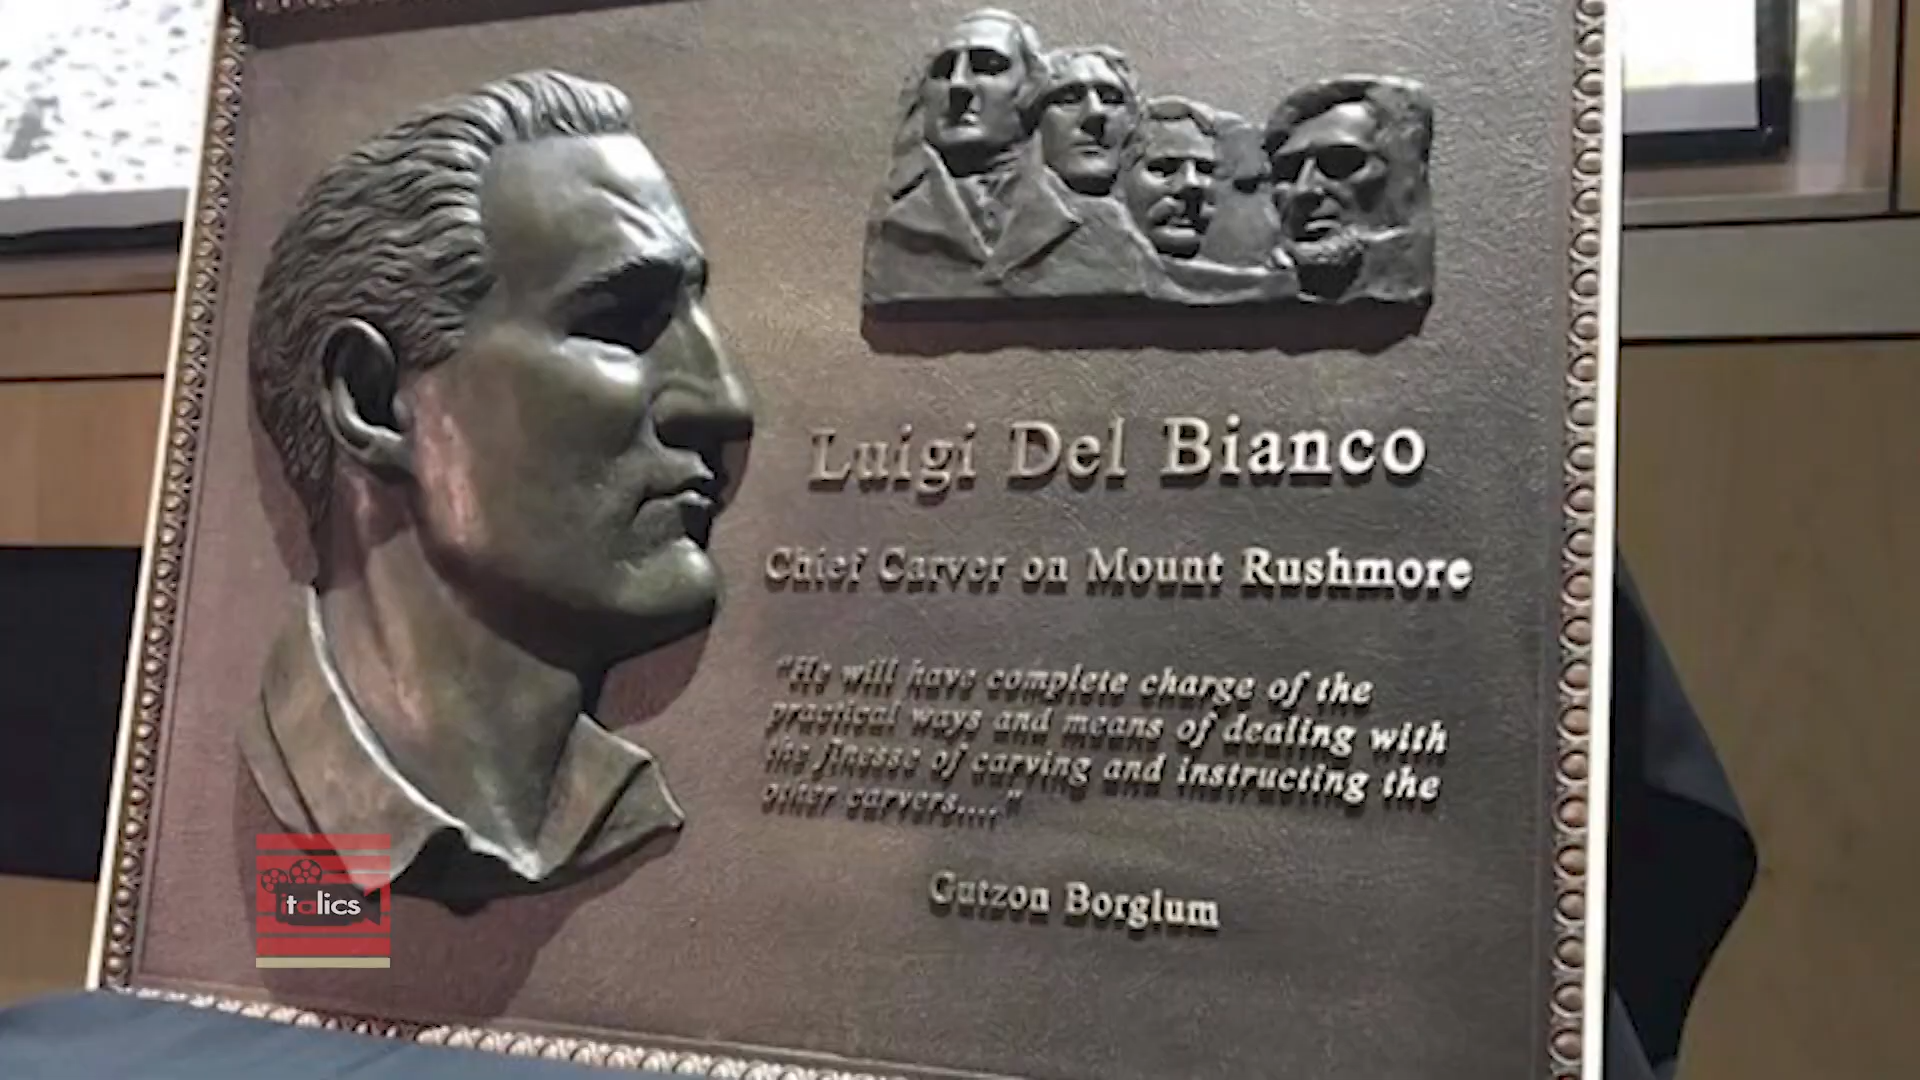 Luigi Del Bianco
Chief Carver on Mount Rushmore
"He will have complete charge of the
practical ways and means of dealing with
the finesse of carving and instructing the
other carvers...."
Gutzon Borglum
italics